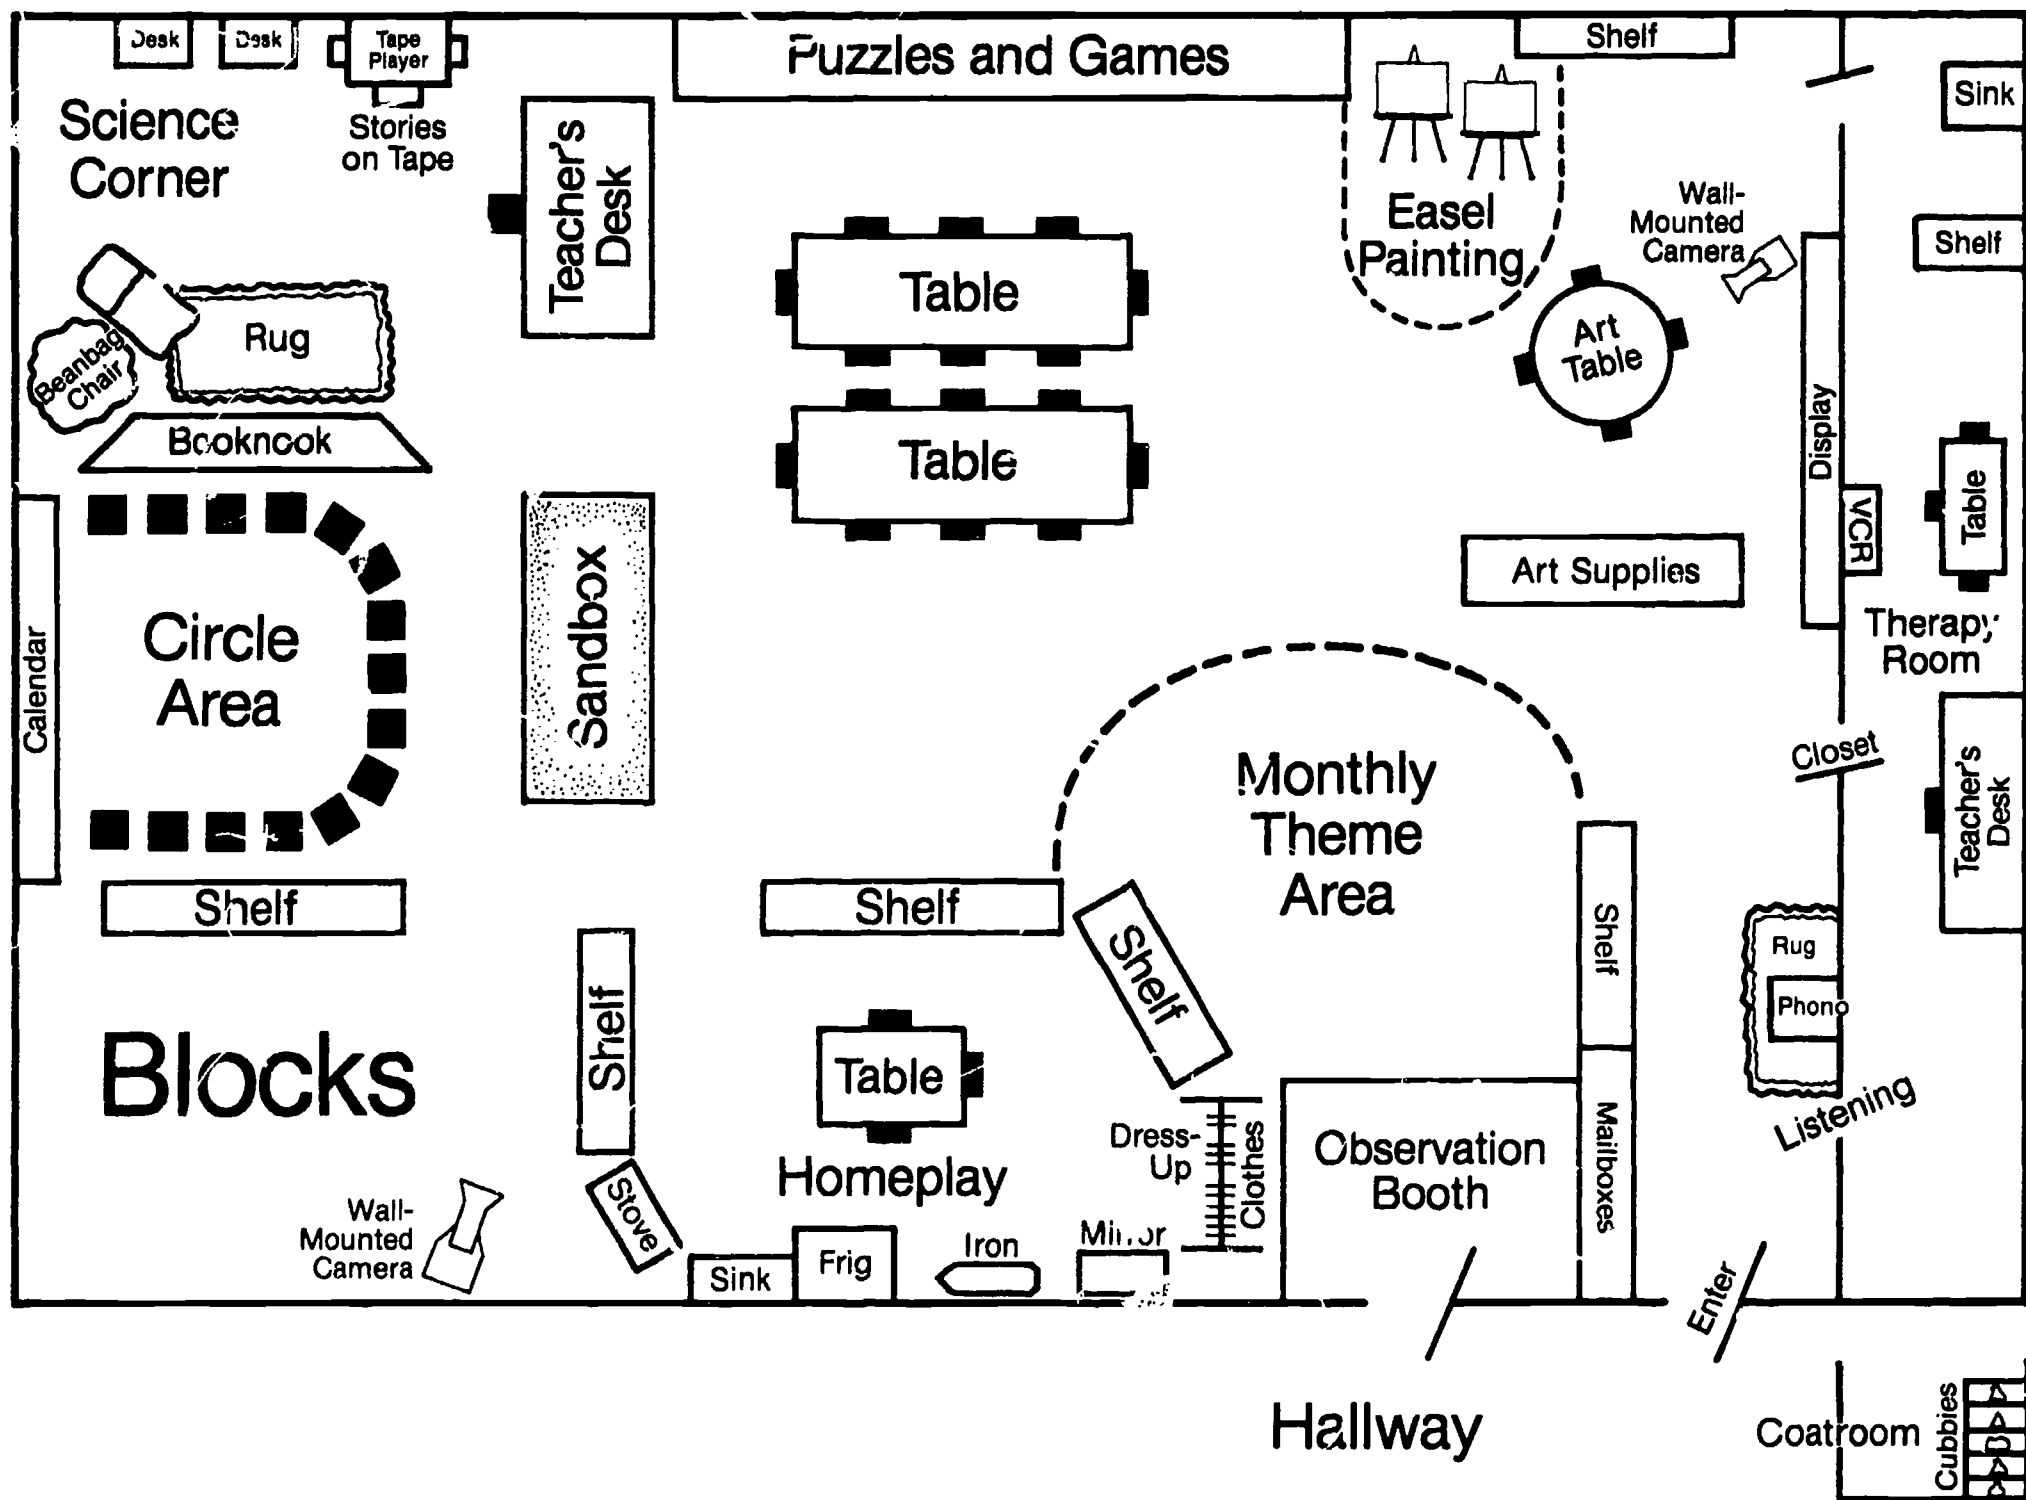 Desk
Desk
Tape
Player
Stories
on Tape
Science
Corner
Teacher's
Desk
Puzzles and Games
Shelf
Easel
Painting
Wall-
Mounted
Camera
Sink
Shelf
Table
Table
Art
Table
Display
VCR
Table
Therapy
Room
Rug
Beanbag
Chair
Booknook
Calendar
Circle
Area
Sandbox
Art Supplies
Monthly
Theme
Area
Closet
Teacher's
Desk
Shelf
Shelf
Shelf
Shelf
Shelf
Rug
Phono
Listening
Blocks
Table
Homeplay
Dress-
Up
Clothes
Observation
Booth
Mailboxes
Wall-
Mounted
Camera
Stove
Sink
Frig
Iron
Mirror
Enter
Hallway
Coatroom
Cubbies